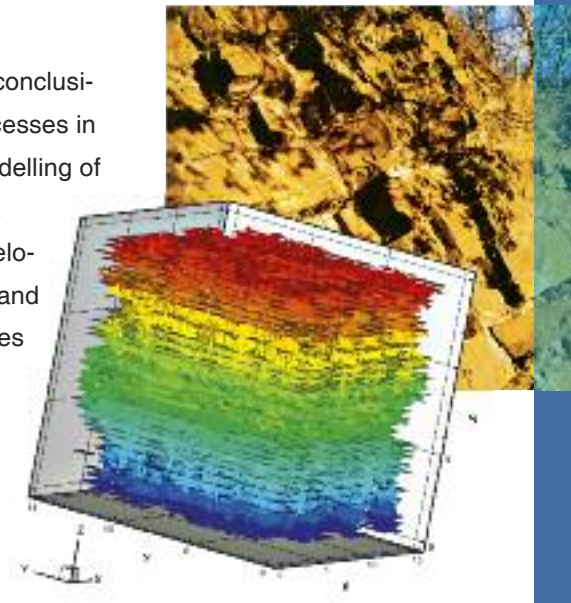 conclusi-
cesses in
delling of
elo-
and
es
Z
Y
X